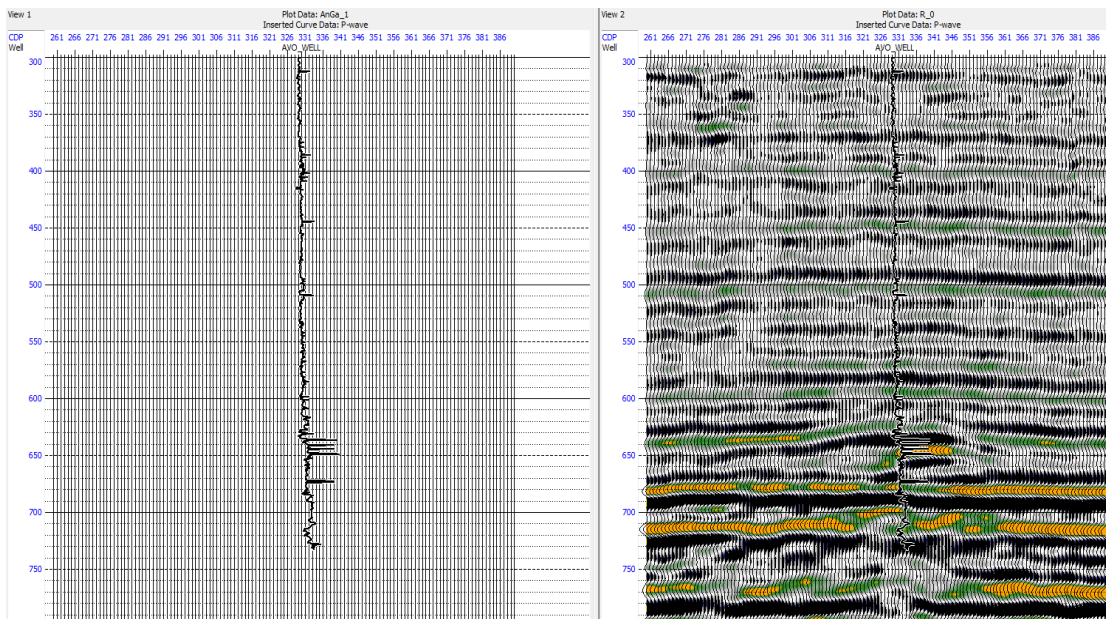 View 1
Plot Data: AnGa_1
Inserted Curve Data: P-wave
CDP 261 266 271 276 281 286 291 296 301 306 311 316 321 326 331 336 341 346 351 356 361 366 371 376 381 386
Well AVO_WELL
300
350
400
450
500
550
600
650
700
750
View 2
Plot Data: R_0
Inserted Curve Data: P-wave
CDP 261 266 271 276 281 286 291 296 301 306 311 316 321 326 331 336 341 346 351 356 361 366 371 376 381 386
Well AVO_WELL
300
350
400
450
500
550
600
650
700
750